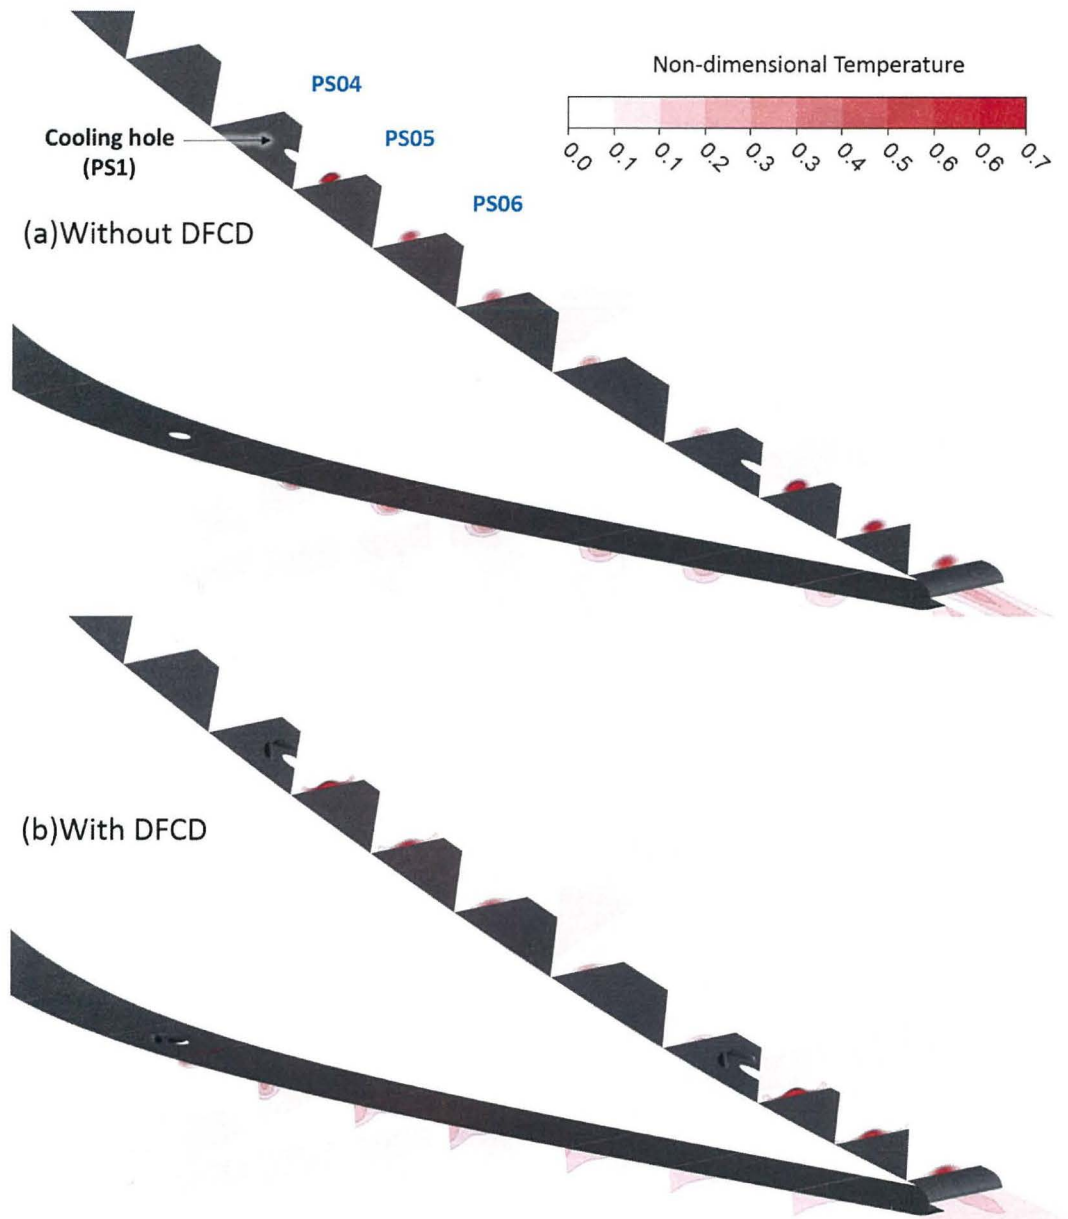 Non-dimensional Temperature
0.0 0.1 0.1 0.2 0.3 0.3 0.4 0.5 0.6 0.6 0.7
PS04
PS05
PS06
Cooling hole
(PS1)
(a)Without DFCD
(b)With DFCD